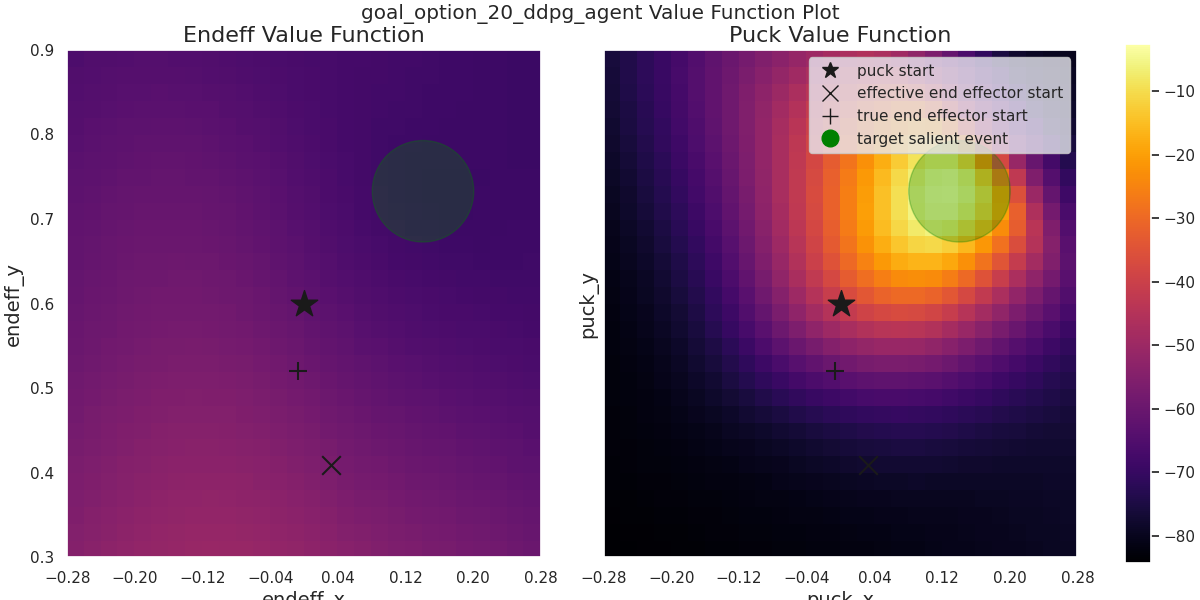 goal_option_20_ddpg_agent Value Function Plot
Endeff Value Function
Puck Value Function
endeff_y
0.9
0.8
0.7
0.6
0.5
0.4
0.3
−0.28 −0.20 −0.12 −0.04 0.04 0.12 0.20 0.28
endeff_x
puck_y
puck start
effective end effector start
true end effector start
target salient event
−0.28 −0.20 −0.12 −0.04 0.04 0.12 0.20 0.28
puck_x
−10
−20
−30
−40
−50
−60
−70
−80